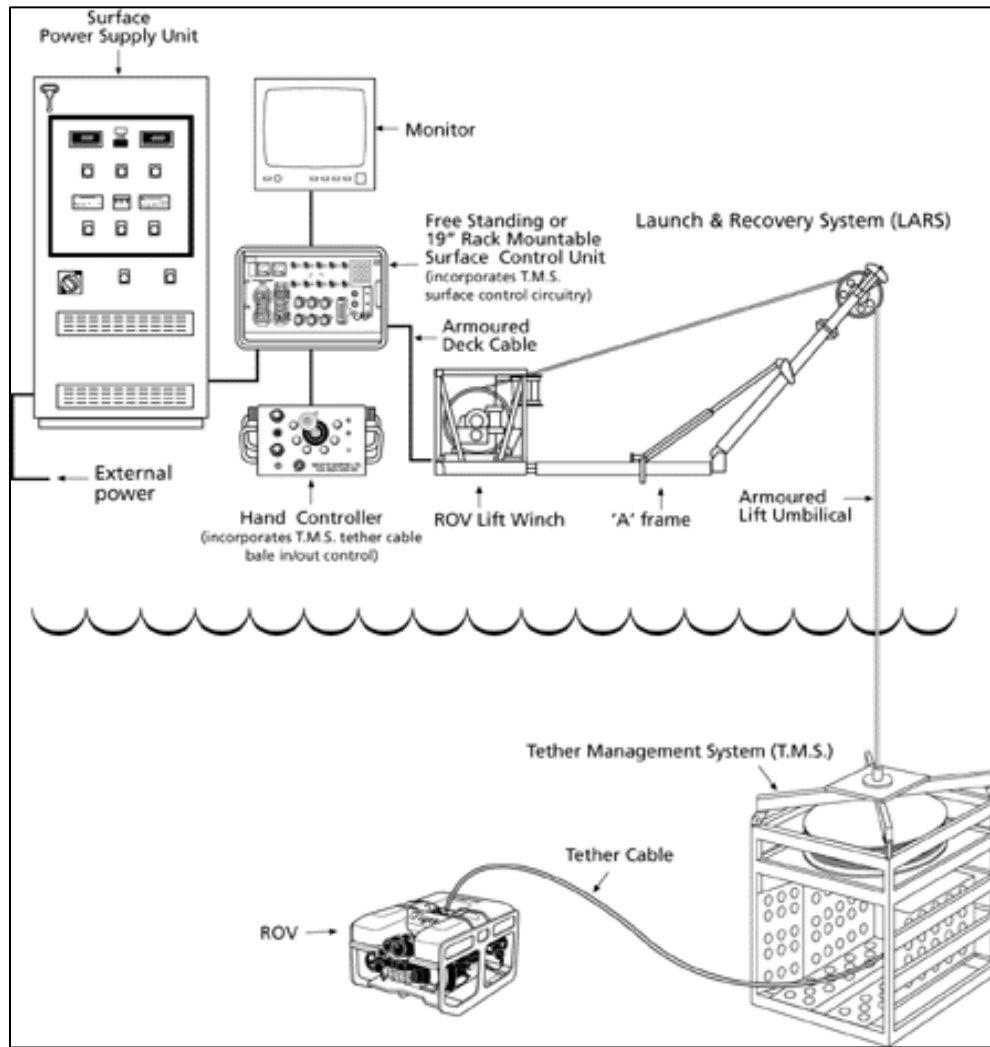 Surface
Power Supply Unit
Monitor
Free Standing or
19" Rack Mountable
Surface Control Unit
(incorporates T.M.S.
surface control circuitry)
Launch & Recovery System (LARS)
Armoured
Deck Cable
External
power
Hand Controller
(incorporates T.M.S. tether cable
bale in/out control)
ROV Lift Winch
'A' frame
Armoured
Lift Umbilical
Tether Management System (T.M.S.)
Tether Cable
ROV